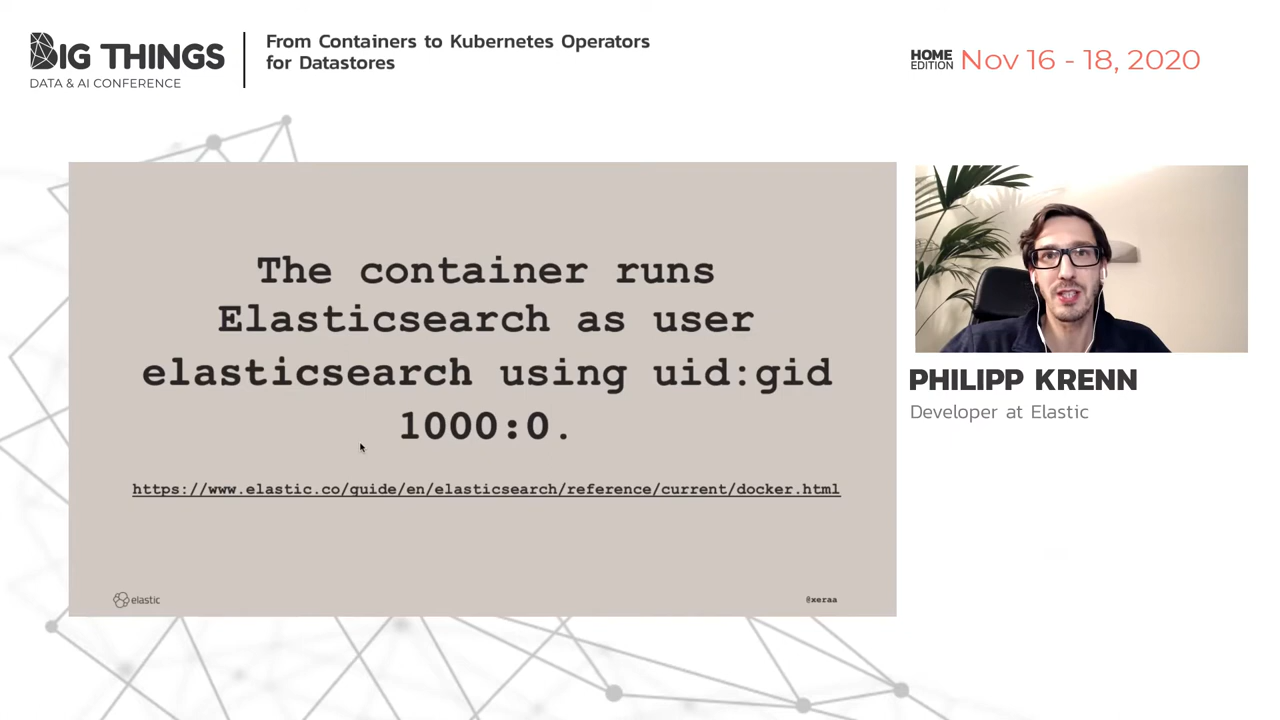 BIG THINGS
DATA & AI CONFERENCE
From Containers to Kubernetes Operators
for Datastores
HOME
EDITION
Nov 16 - 18, 2020
The container runs
Elasticsearch as user
elasticsearch using uid:gid
1000:0.
https://www.elastic.co/guide/en/elasticsearch/reference/current/docker.html
elastic
@xeraa
PHILIPP KRENN
Developer at Elastic